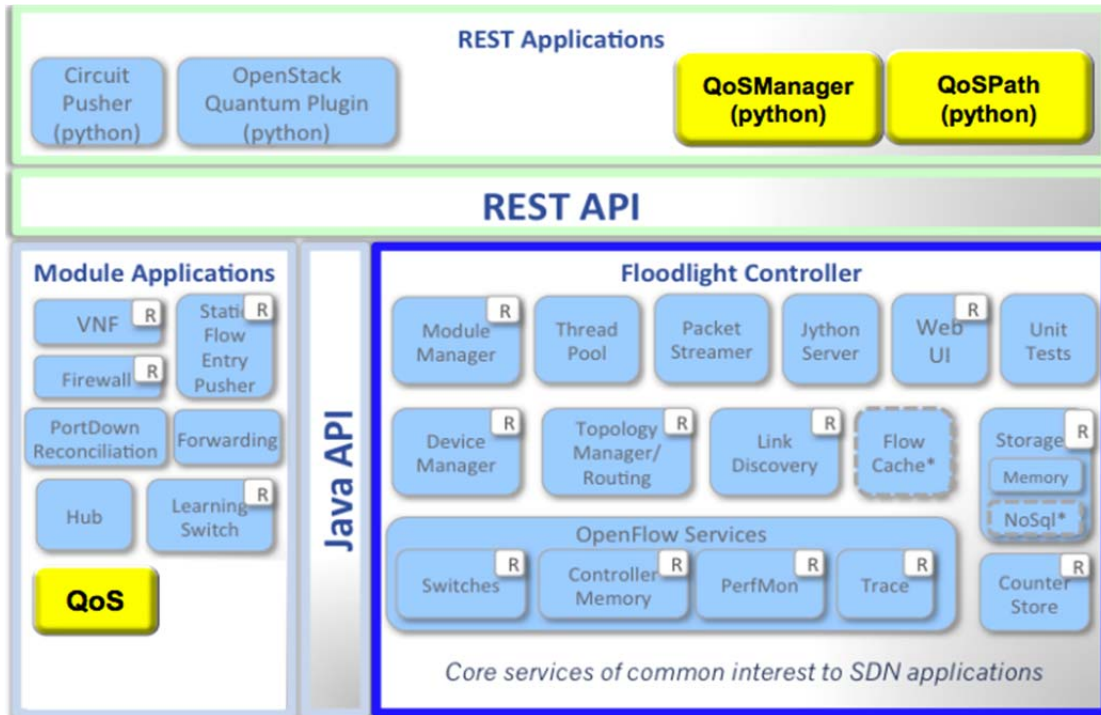 REST Applications
Circuit
Pusher
(python)
OpenStack
Quantum Plugin
(python)
QoSManager
(python)
QoSPath
(python)
REST API
Module Applications
VNF
R
Static
Flow
Entry
Pusher
R
Firewall
R
PortDown
Reconciliation
Forwarding
Hub
Learning
Switch
R
QoS
Java API
Floodlight Controller
Module
Manager
R
Thread
Pool
Packet
Streamer
Jython
Server
Web
UI
R
Unit
Tests
Device
Manager
R
Topology
Manager/
Routing
R
Link
Discovery
R
Flow
Cache*
Storage
R
Memory
NoSql*
OpenFlow Services
Switches
R
Controller
Memory
R
PerfMon
R
Trace
R
Counter
Store
R
Core services of common interest to SDN applications